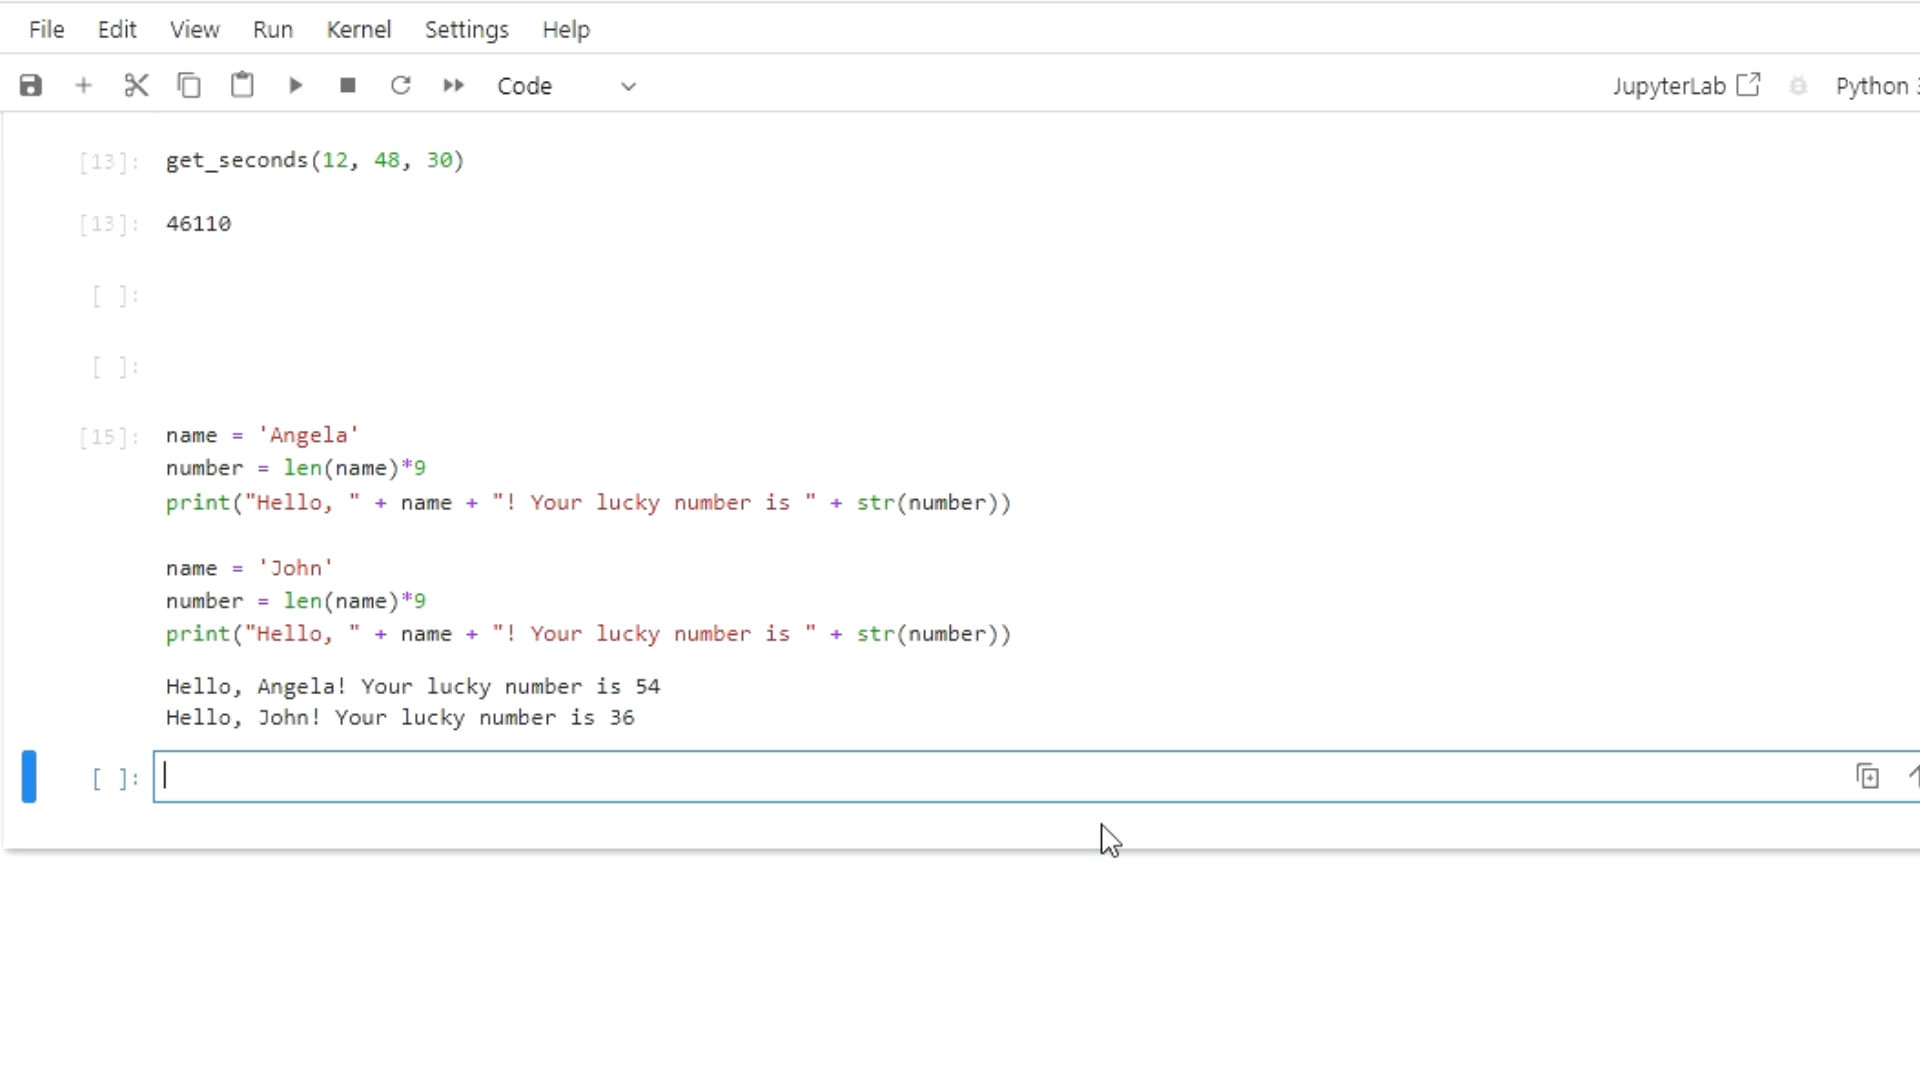 File Edit View Run Kernel Settings Help
Code JupyterLab Python 3
[13]: get_seconds(12, 48, 30)
[13]: 46110
[ ]:
[ ]:
[15]: name = 'Angela'
number = len(name)*9
print("Hello, " + name + "! Your lucky number is " + str(number))
name = 'John'
number = len(name)*9
print("Hello, " + name + "! Your lucky number is " + str(number))
Hello, Angela! Your lucky number is 54
Hello, John! Your lucky number is 36
[ ]: